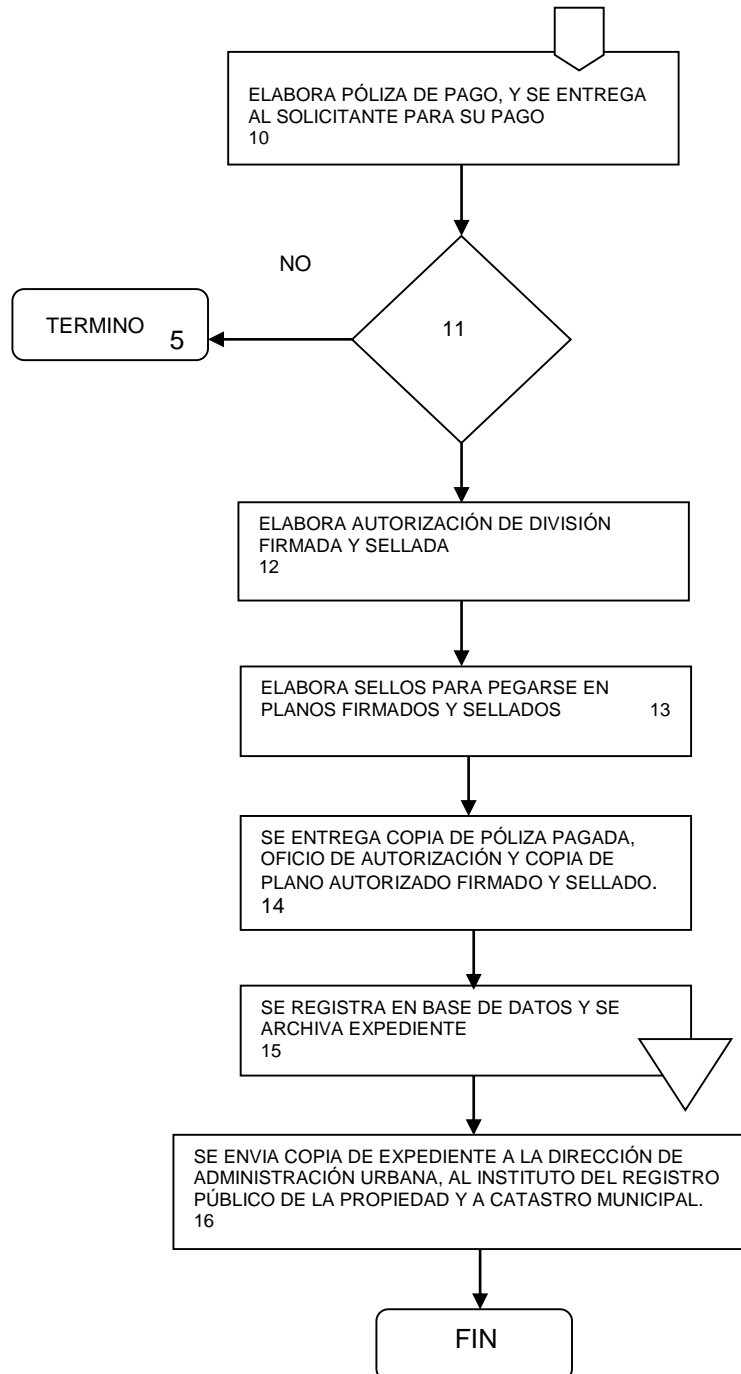 ELABORA PÓLIZA DE PAGO, Y SE ENTREGA
AL SOLICITANTE PARA SU PAGO
10
NO
TERMINO 5
11
ELABORA AUTORIZACIÓN DE DIVISIÓN
FIRMADA Y SELLADA
12
ELABORA SELLOS PARA PEGARSE EN
PLANOS FIRMADOS Y SELLADOS 13
SE ENTREGA COPIA DE PÓLIZA PAGADA,
OFICIO DE AUTORIZACIÓN Y COPIA DE
PLANO AUTORIZADO FIRMADO Y SELLADO.
14
SE REGISTRA EN BASE DE DATOS Y SE
ARCHIVA EXPEDIENTE
15
SE ENVIA COPIA DE EXPEDIENTE A LA DIRECCIÓN DE
ADMINISTRACIÓN URBANA, AL INSTITUTO DEL REGISTRO
PÚBLICO DE LA PROPIEDAD Y A CATASTRO MUNICIPAL.
16
FIN